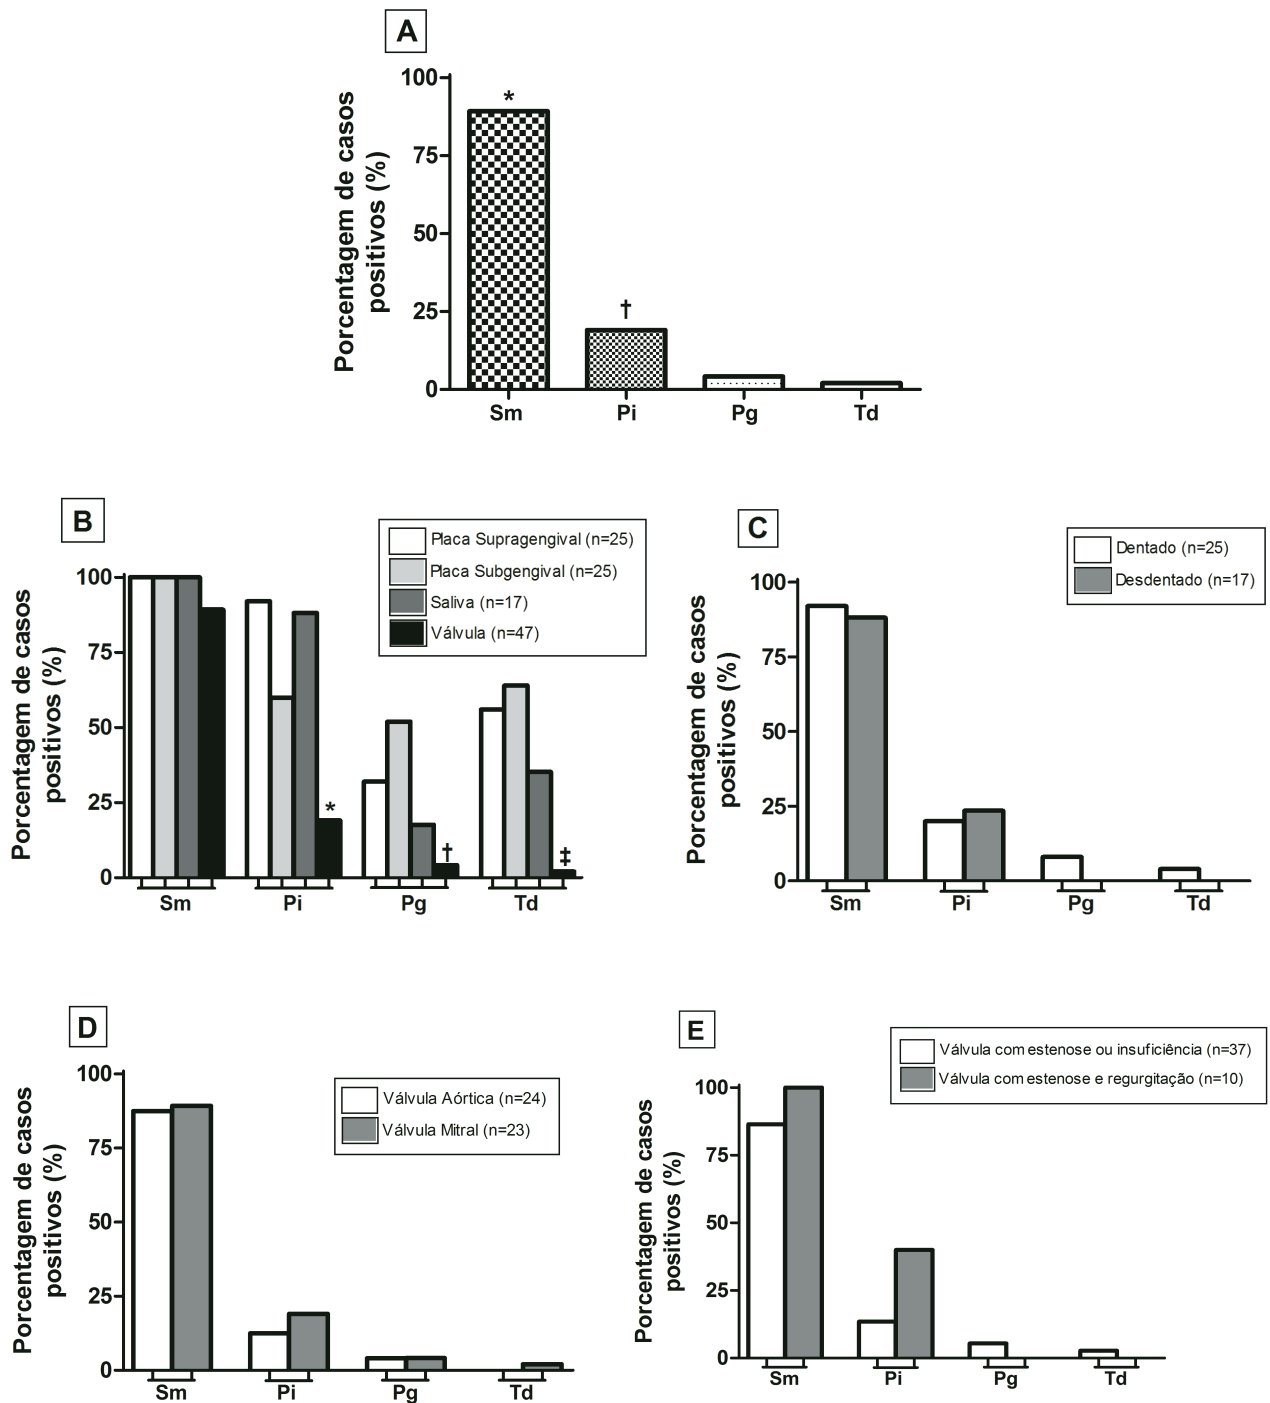 A
Porcentagem de casos
positivos (%)
100
75
50
25
0
*
†
Sm Pi Pg Td
B
Placa Supragengival (n=25)
Placa Subgengival (n=25)
Saliva (n=17)
Válvula (n=47)
Porcentagem de casos
positivos (%)
100
75
50
25
0
*
†
‡
Sm Pi Pg Td
C
Dentado (n=25)
Desdentado (n=17)
Porcentagem de casos
positivos (%)
100
75
50
25
0
Sm Pi Pg Td
D
Válvula Aórtica (n=24)
Válvula Mitral (n=23)
Porcentagem de casos
positivos (%)
100
75
50
25
0
Sm Pi Pg Td
E
Válvula com estenose ou insuficiência (n=37)
Válvula com estenose e regurgitação (n=10)
Porcentagem de casos
positivos (%)
100
75
50
25
0
Sm Pi Pg Td